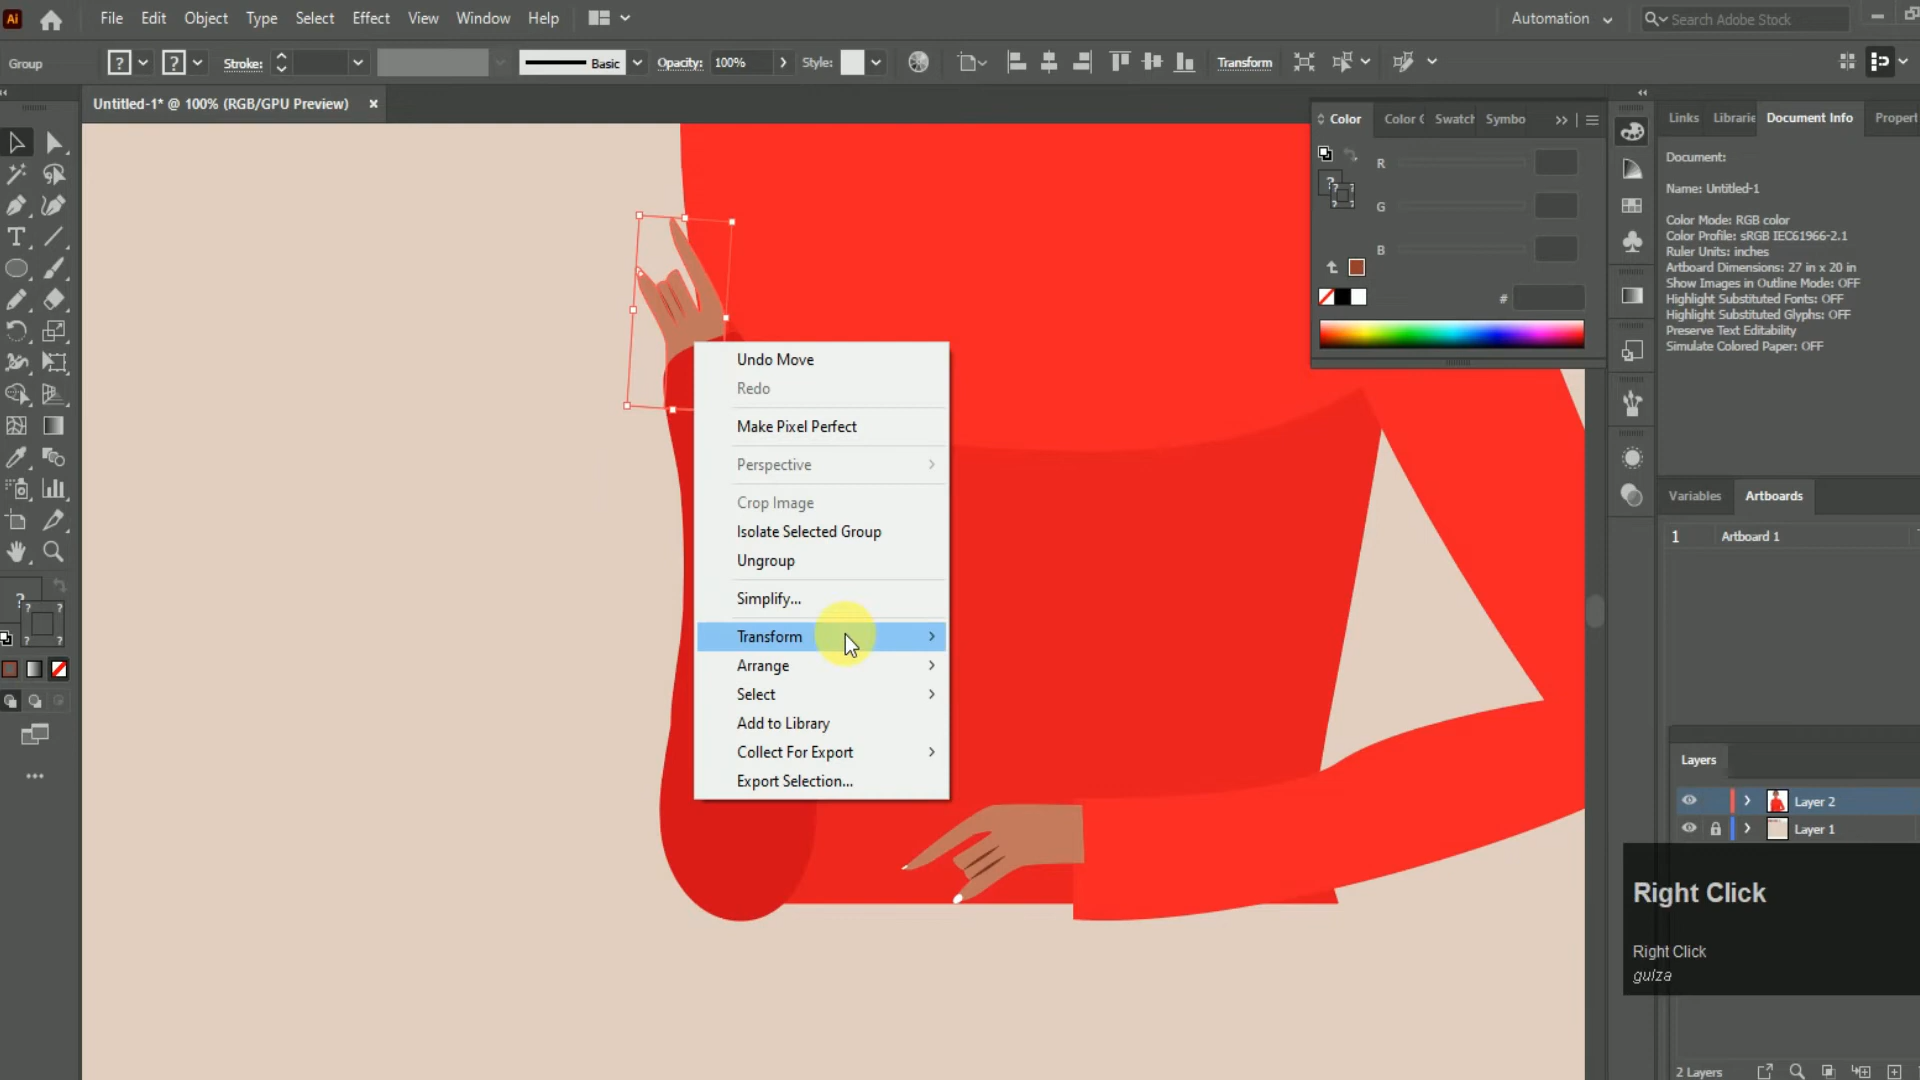 Ai File Edit Object Type Select Effect View Window Help Automation Search Adobe Stock
Group ? ? Stroke: Basic Opacity: 100% Style: Transform
Untitled-1* @ 100% (RGB/GPU Preview) ×
Color Color Swatch Symbo
R
G
B
#
Links Librarie Document Info Propert
Document:
Name: Untitled-1
Color Mode: RGB color
Color Profile: sRGB IEC61966-2.1
Ruler Units: inches
Artboard Dimensions: 27 in x 20 in
Show Images in Outline Mode: OFF
Highlight Substituted Fonts: OFF
Highlight Substituted Glyphs: OFF
Preserve Text Editability
Simulate Colored Paper: OFF
Undo Move
Redo
Make Pixel Perfect
Perspective
Crop Image
Isolate Selected Group
Ungroup
Simplify...
Transform
Arrange
Select
Add to Library
Collect For Export
Export Selection...
Variables Artboards
1 Artboard 1
Layers
Layer 2
Layer 1
Right Click
Right Click
gulza
2 Layers